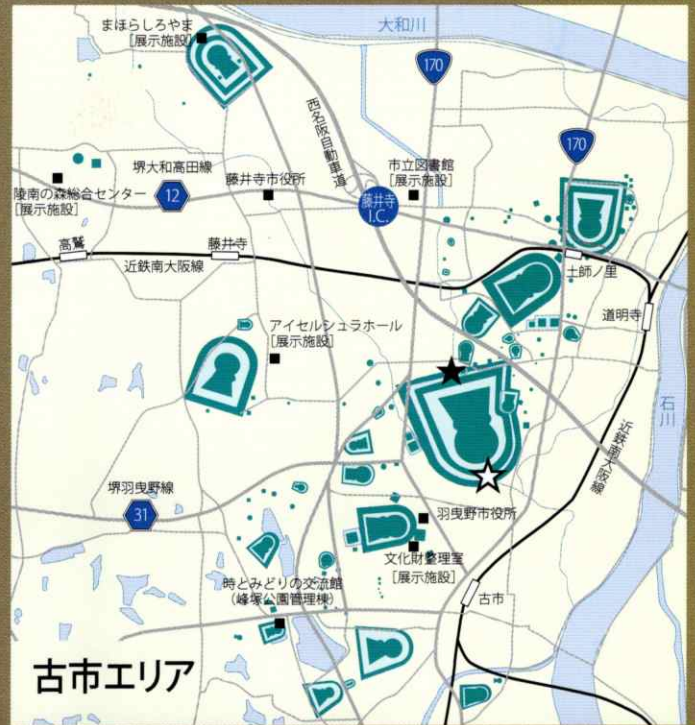 まほらしろやま
[展示施設]
大和川
170
西名阪自動車道
170
堺大和高田線
12
藤井寺市役所
市立図書館
[展示施設]
藤井寺
I.C.
陵南の森総合センター
[展示施設]
高鷲
藤井寺
近鉄南大阪線
土師ノ里
道明寺
アイセルシュラホール
[展示施設]
石川
近鉄南大阪線
堺羽曳野線
31
羽曳野市役所
文化財整理室
[展示施設]
時とみどりの交流館
(峰塚公園管理棟)
古市
古市エリア